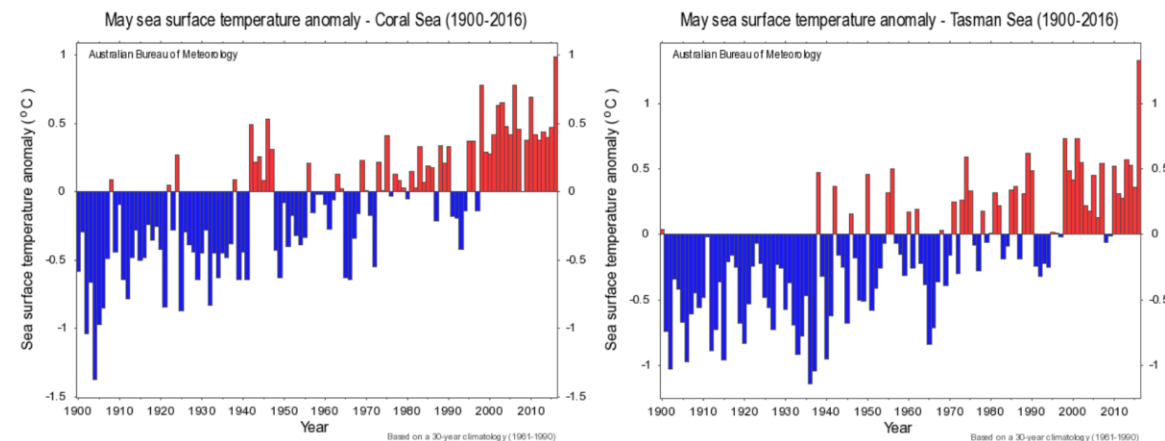 May sea surface temperature anomaly - Coral Sea (1900-2016)
Australian Bureau of Meteorology
Sea surface temperature anomaly (°C)
1
0.5
0
-0.5
-1
-1.5
1
0.5
0
-0.5
-1
-1.5
1900 1910 1920 1930 1940 1950 1960 1970 1980 1990 2000 2010
Year
Based on a 30-year climatology (1961-1990)
May sea surface temperature anomaly - Tasman Sea (1900-2016)
Australian Bureau of Meteorology
Sea surface temperature anomaly (°C)
1
0.5
0
-0.5
-1
1
0.5
0
-0.5
-1
1900 1910 1920 1930 1940 1950 1960 1970 1980 1990 2000 2010
Year
Based on a 30-year climatology (1961-1990)